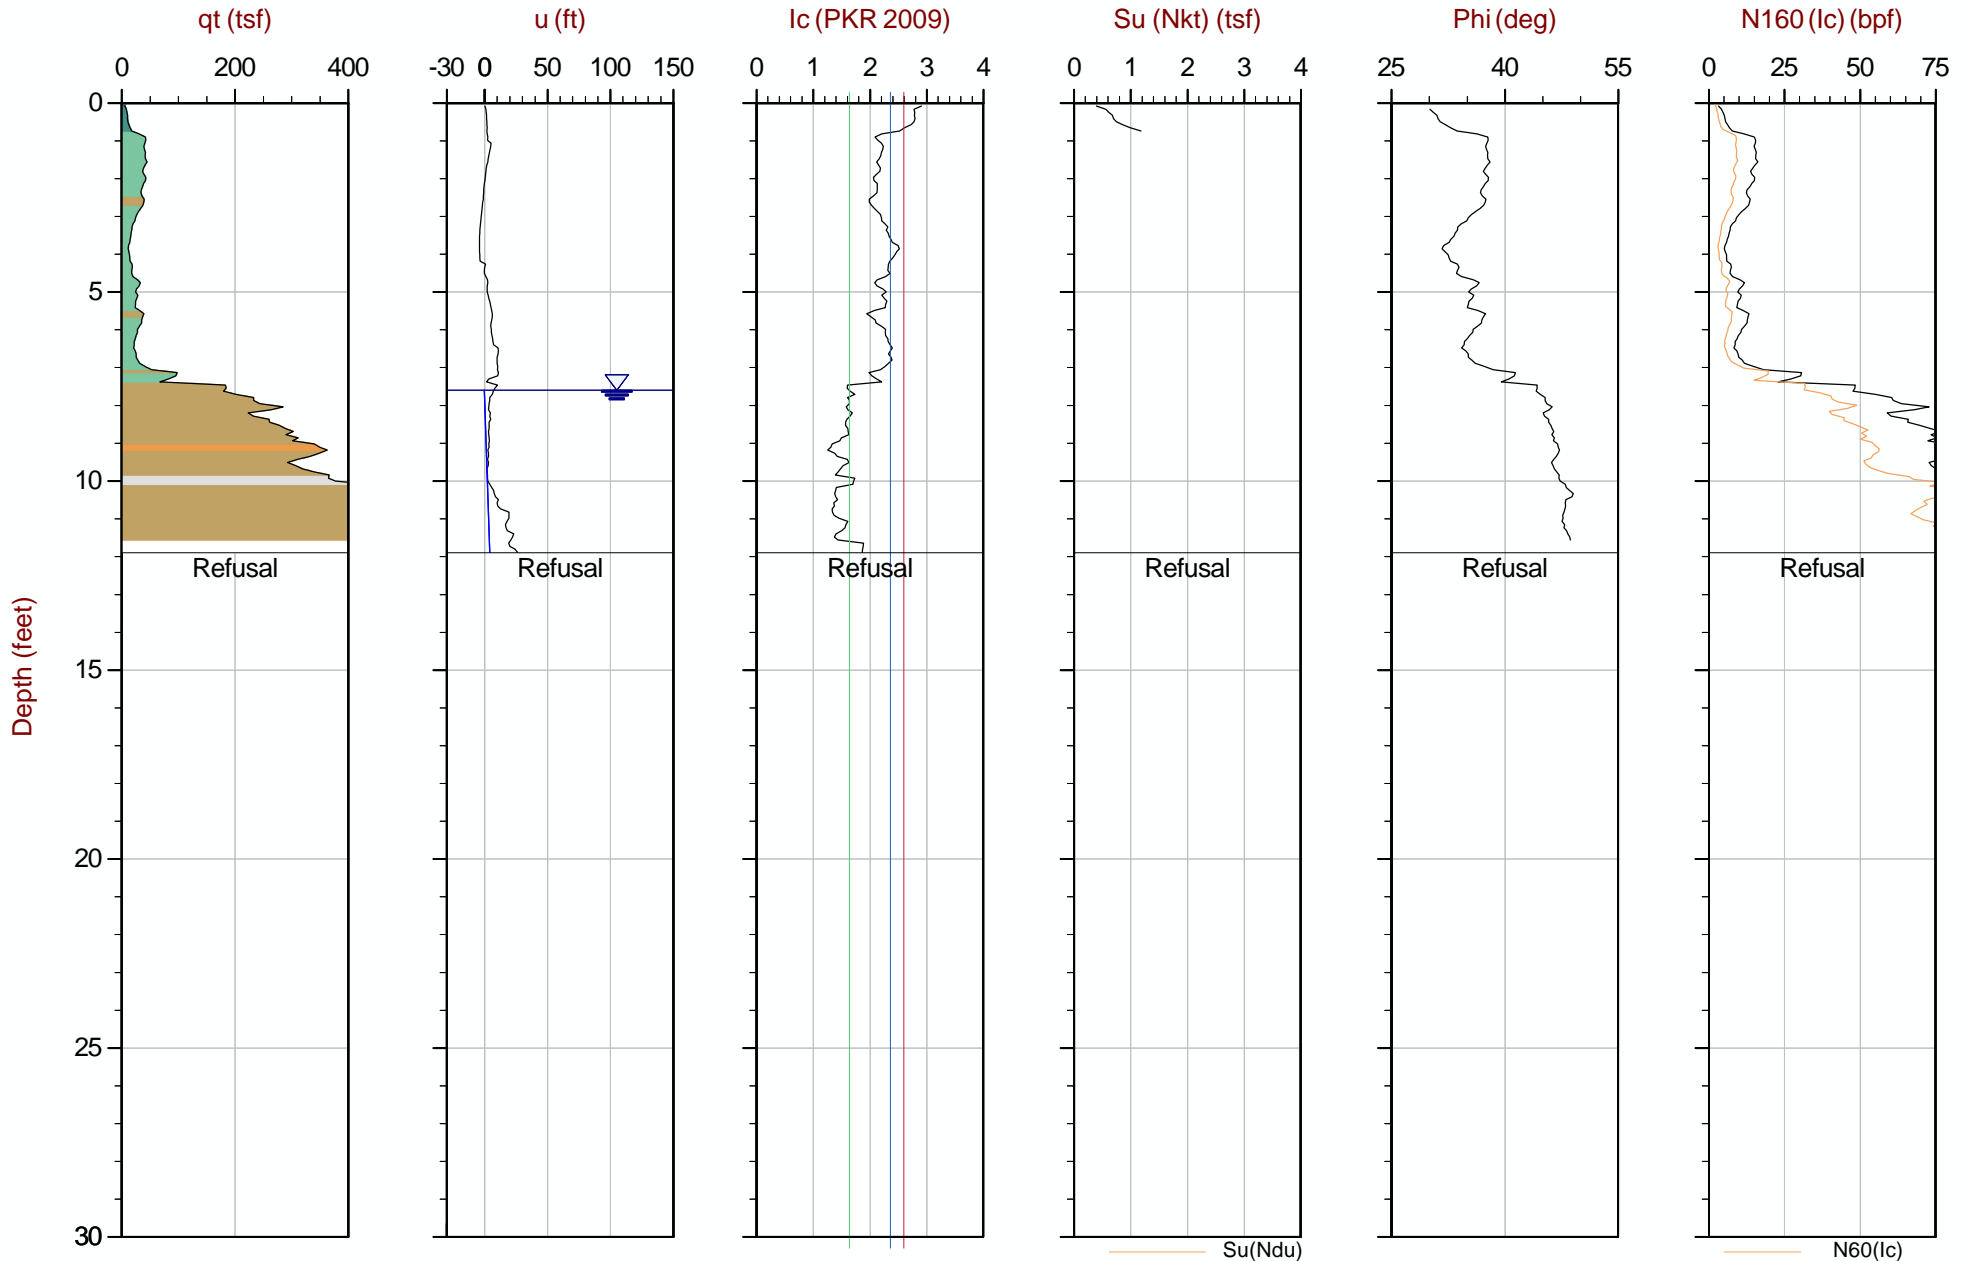 qt (tsf) u (ft) Ic (PKR 2009) Su (Nkt) (tsf) Phi (deg) N160 (Ic) (bpf)
0 200 400 -30 0 50 100 150 0 1 2 3 4 0 1 2 3 4 25 40 55 0 25 50 75
0
5
10
Refusal Refusal Refusal Refusal Refusal Refusal
Depth (feet)
15
20
25
30
Su(Ndu) N60(Ic)